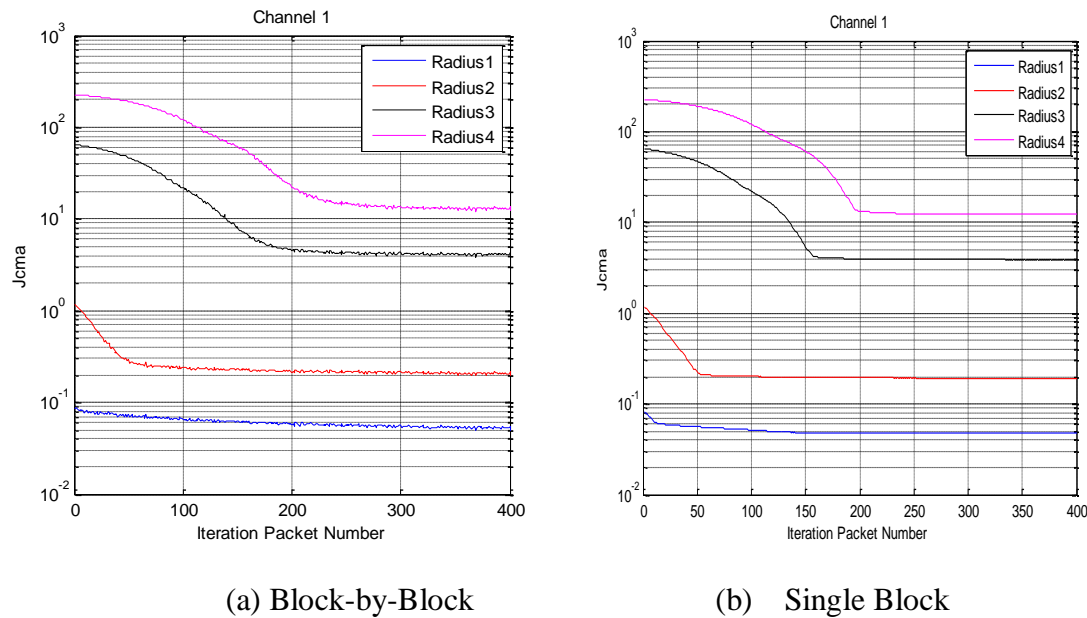 Channel 1
10^3
10^2
10^1
10^0
10^-1
10^-2
Jcma
0 100 200 300 400
Iteration Packet Number
Radius1
Radius2
Radius3
Radius4
Channel 1
10^3
10^2
10^1
10^0
10^-1
10^-2
Jcma
0 50 100 150 200 250 300 350 400
Iteration Packet Number
Radius1
Radius2
Radius3
Radius4
(a) Block-by-Block
(b) Single Block